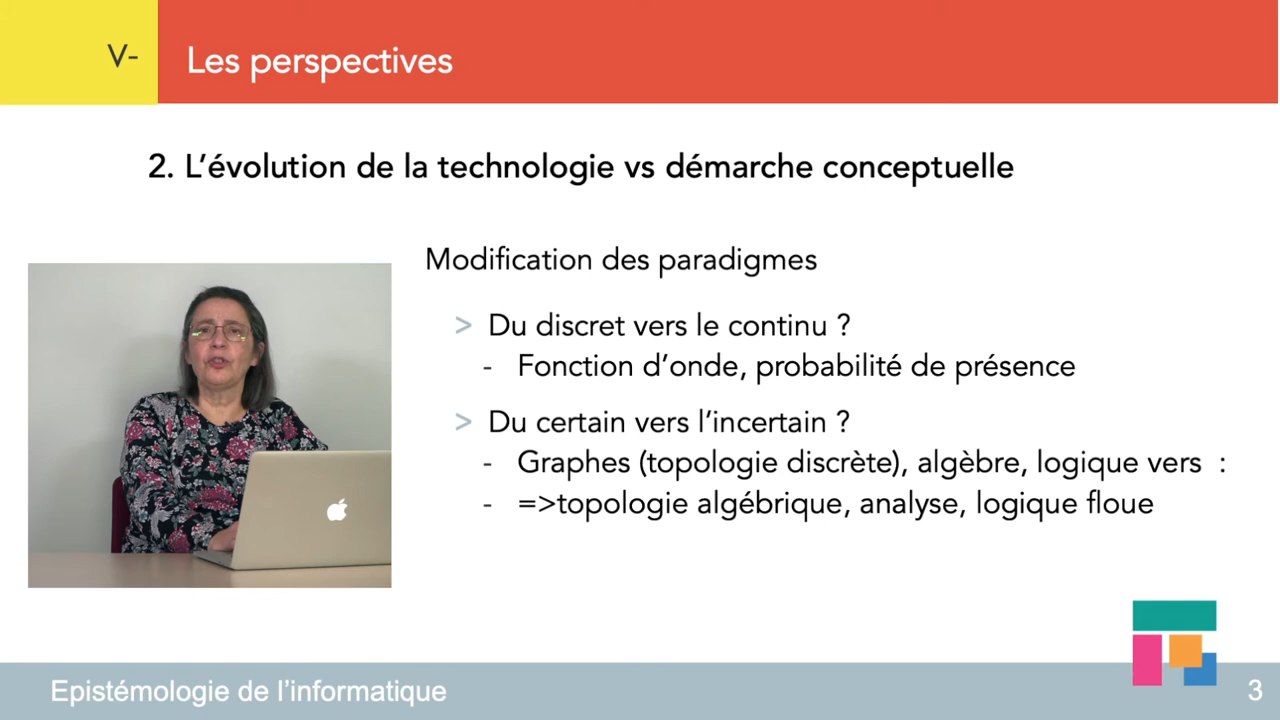 V-
Les perspectives
2. L’évolution de la technologie vs démarche conceptuelle
Modification des paradigmes
> Du discret vers le continu ?
- Fonction d’onde, probabilité de présence
> Du certain vers l’incertain ?
- Graphes (topologie discrète), algèbre, logique vers :
- =>topologie algébrique, analyse, logique floue
Epistémologie de l’informatique
3